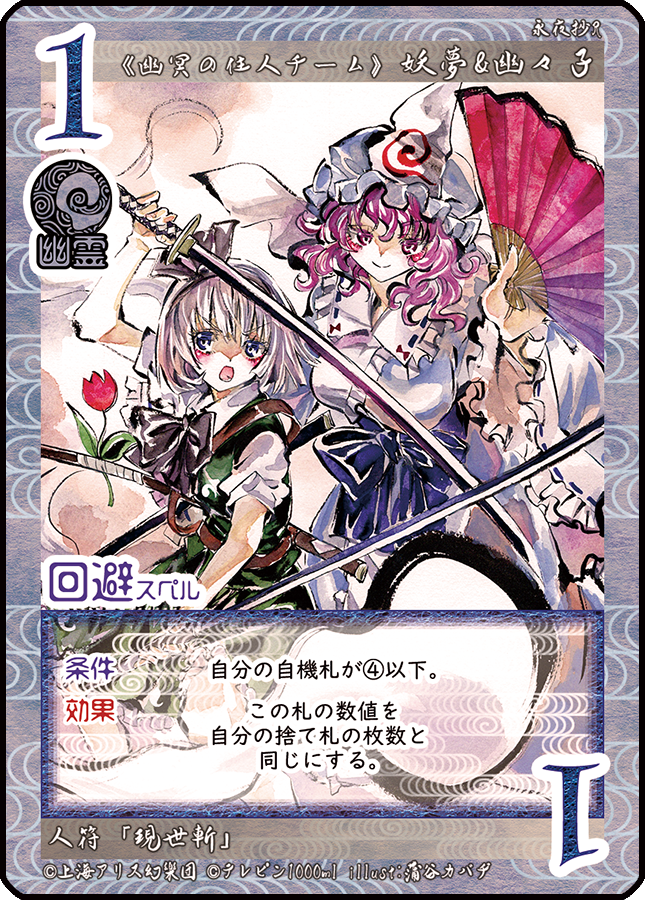 永夜抄
1
《幽冥の住人チーム》 妖夢&幽々子
幽霊
回避スペル
条件 自分の自機札が④以下。
効果 この札の数値を
自分の捨て札の枚数と
同じにする。
1
人符「現世斬」
©上海アリス幻樂団 ©テレピン1000ml illust:蒲谷カバヂ